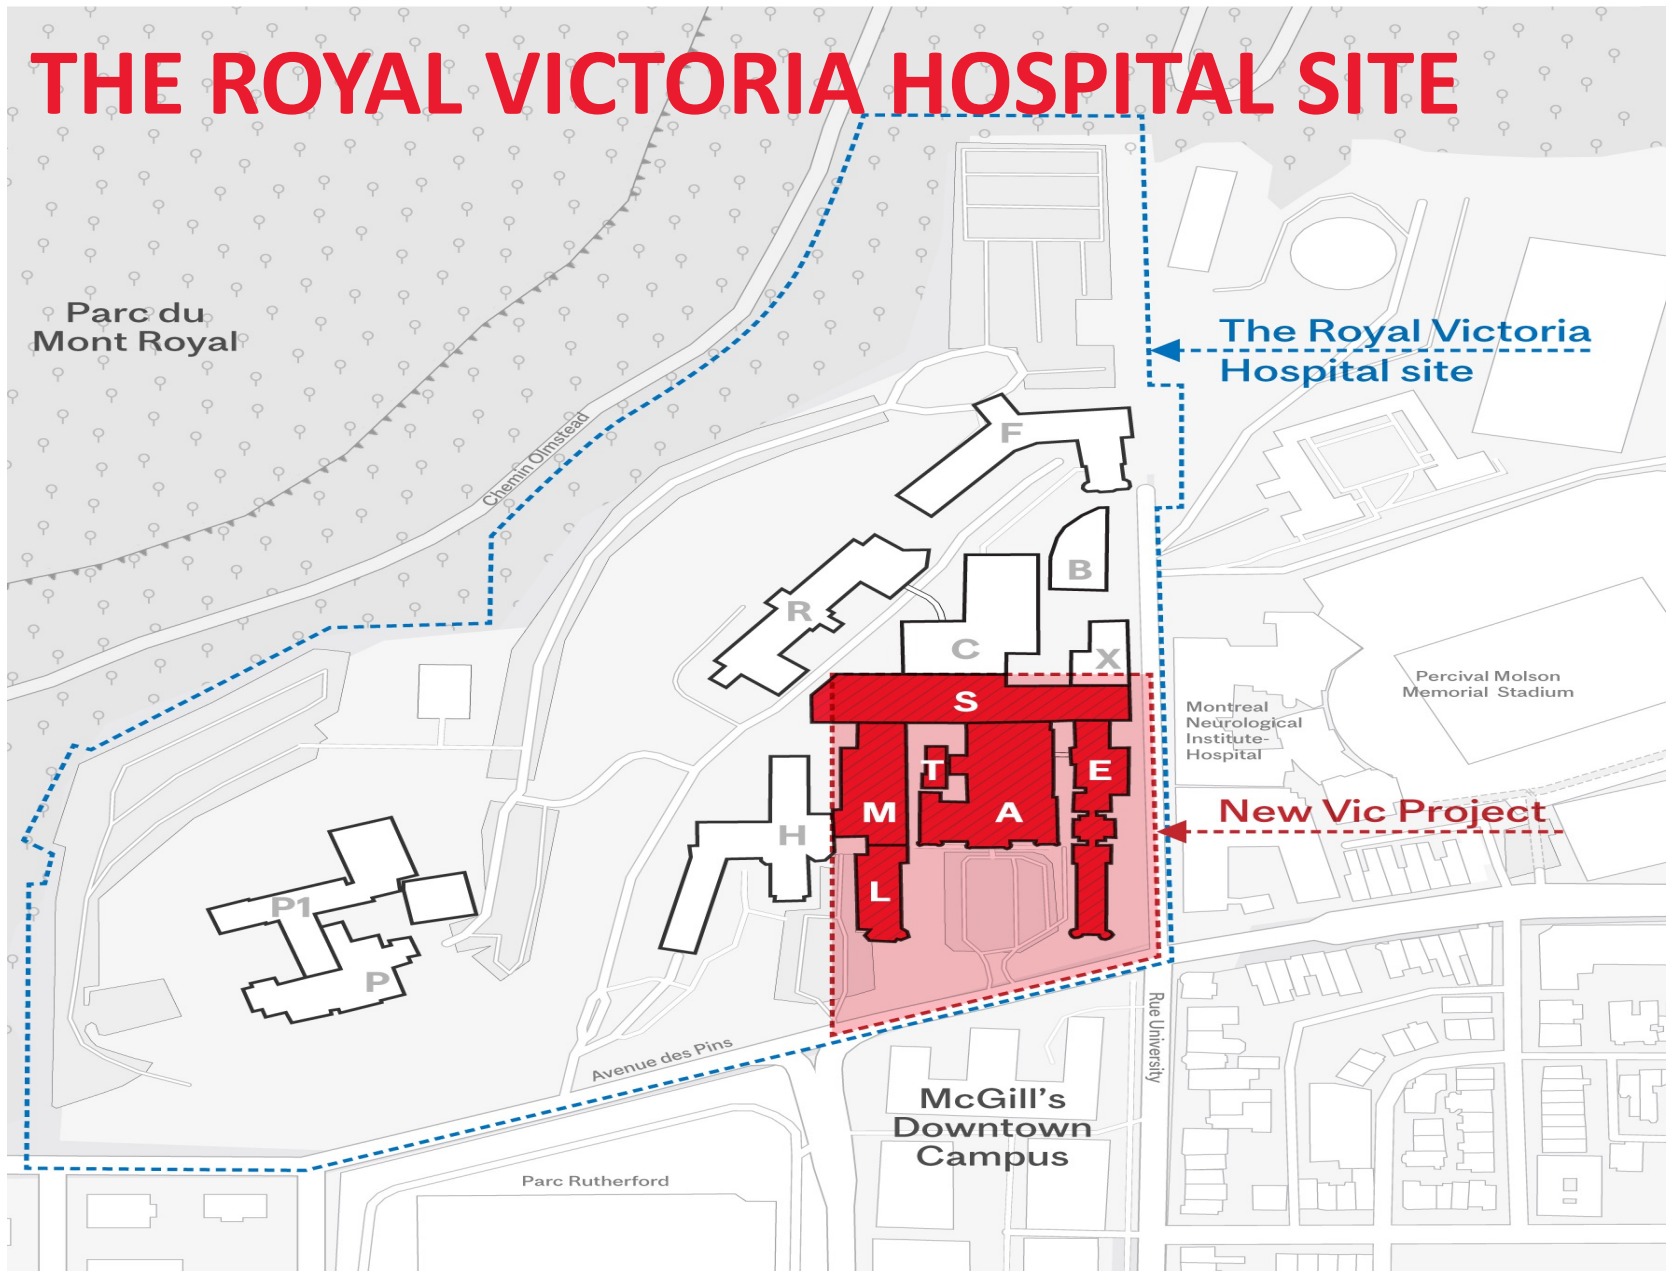 THE ROYAL VICTORIA HOSPITAL SITE
Parc du
Mont Royal
The Royal Victoria
Hospital site
Chemin Olmstead
F
B
R
C
X
S
Percival Molson
Memorial Stadium
Montreal
Neurological
Institute-
Hospital
T
E
M
A
New Vic Project
H
L
P1
P
Avenue des Pins
Rue University
McGill's
Downtown
Campus
Parc Rutherford